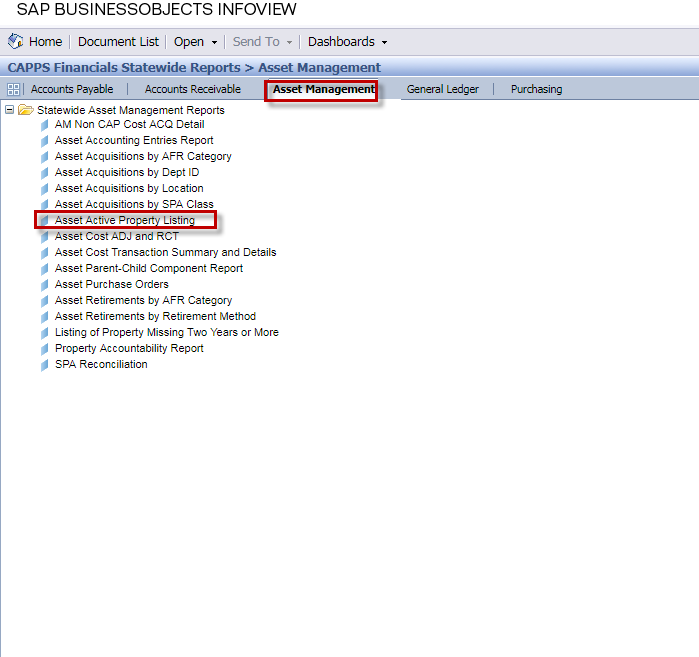 SAP BUSINESSOBJECTS INFOVIEW
Home Document List Open Send To Dashboards
CAPPS Financials Statewide Reports > Asset Management
Accounts Payable Accounts Receivable Asset Management General Ledger Purchasing
Statewide Asset Management Reports
AM Non CAP Cost ACQ Detail
Asset Accounting Entries Report
Asset Acquisitions by AFR Category
Asset Acquisitions by Dept ID
Asset Acquisitions by Location
Asset Acquisitions by SPA Class
Asset Active Property Listing
Asset Cost ADJ and RCT
Asset Cost Transaction Summary and Details
Asset Parent-Child Component Report
Asset Purchase Orders
Asset Retirements by AFR Category
Asset Retirements by Retirement Method
Listing of Property Missing Two Years or More
Property Accountability Report
SPA Reconciliation